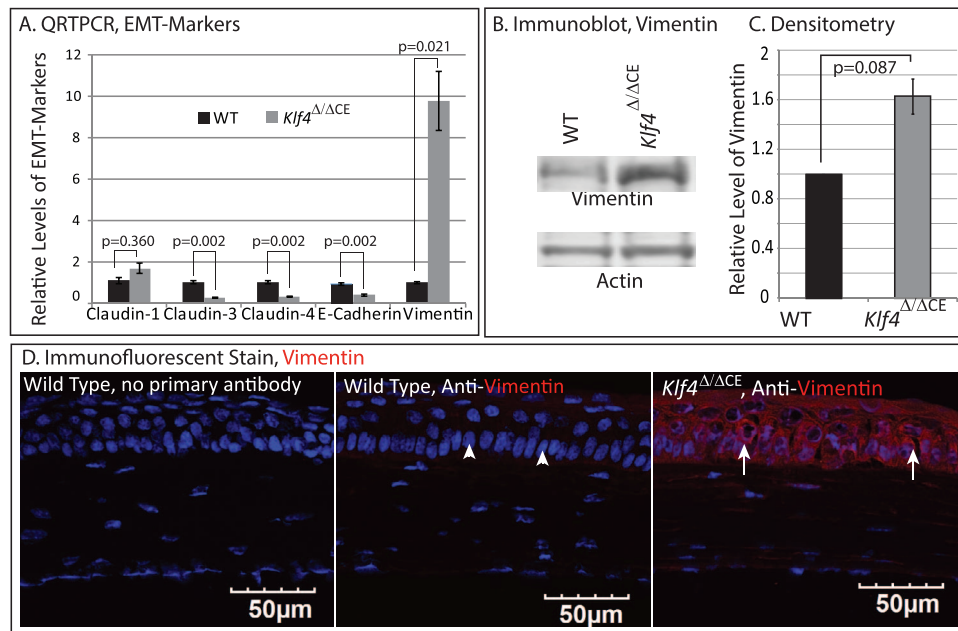 A. QRTPCR, EMT-Markers
Relative Levels of EMT-Markers
12
10
8
6
4
2
0
WT
Klf4Δ/ΔCE
p=0.360
p=0.002
p=0.002
p=0.002
p=0.021
Claudin-1 Claudin-3 Claudin-4 E-Cadherin Vimentin
B. Immunoblot, Vimentin
WT
Klf4Δ/ΔCE
Vimentin
Actin
C. Densitometry
Relative Level of Vimentin
2
1.6
1.2
0.8
0.4
0
p=0.087
WT
Klf4Δ/ΔCE
D. Immunofluorescent Stain, Vimentin
Wild Type, no primary antibody
50µm
Wild Type, Anti-Vimentin
50µm
Klf4Δ/ΔCE, Anti-Vimentin
50µm